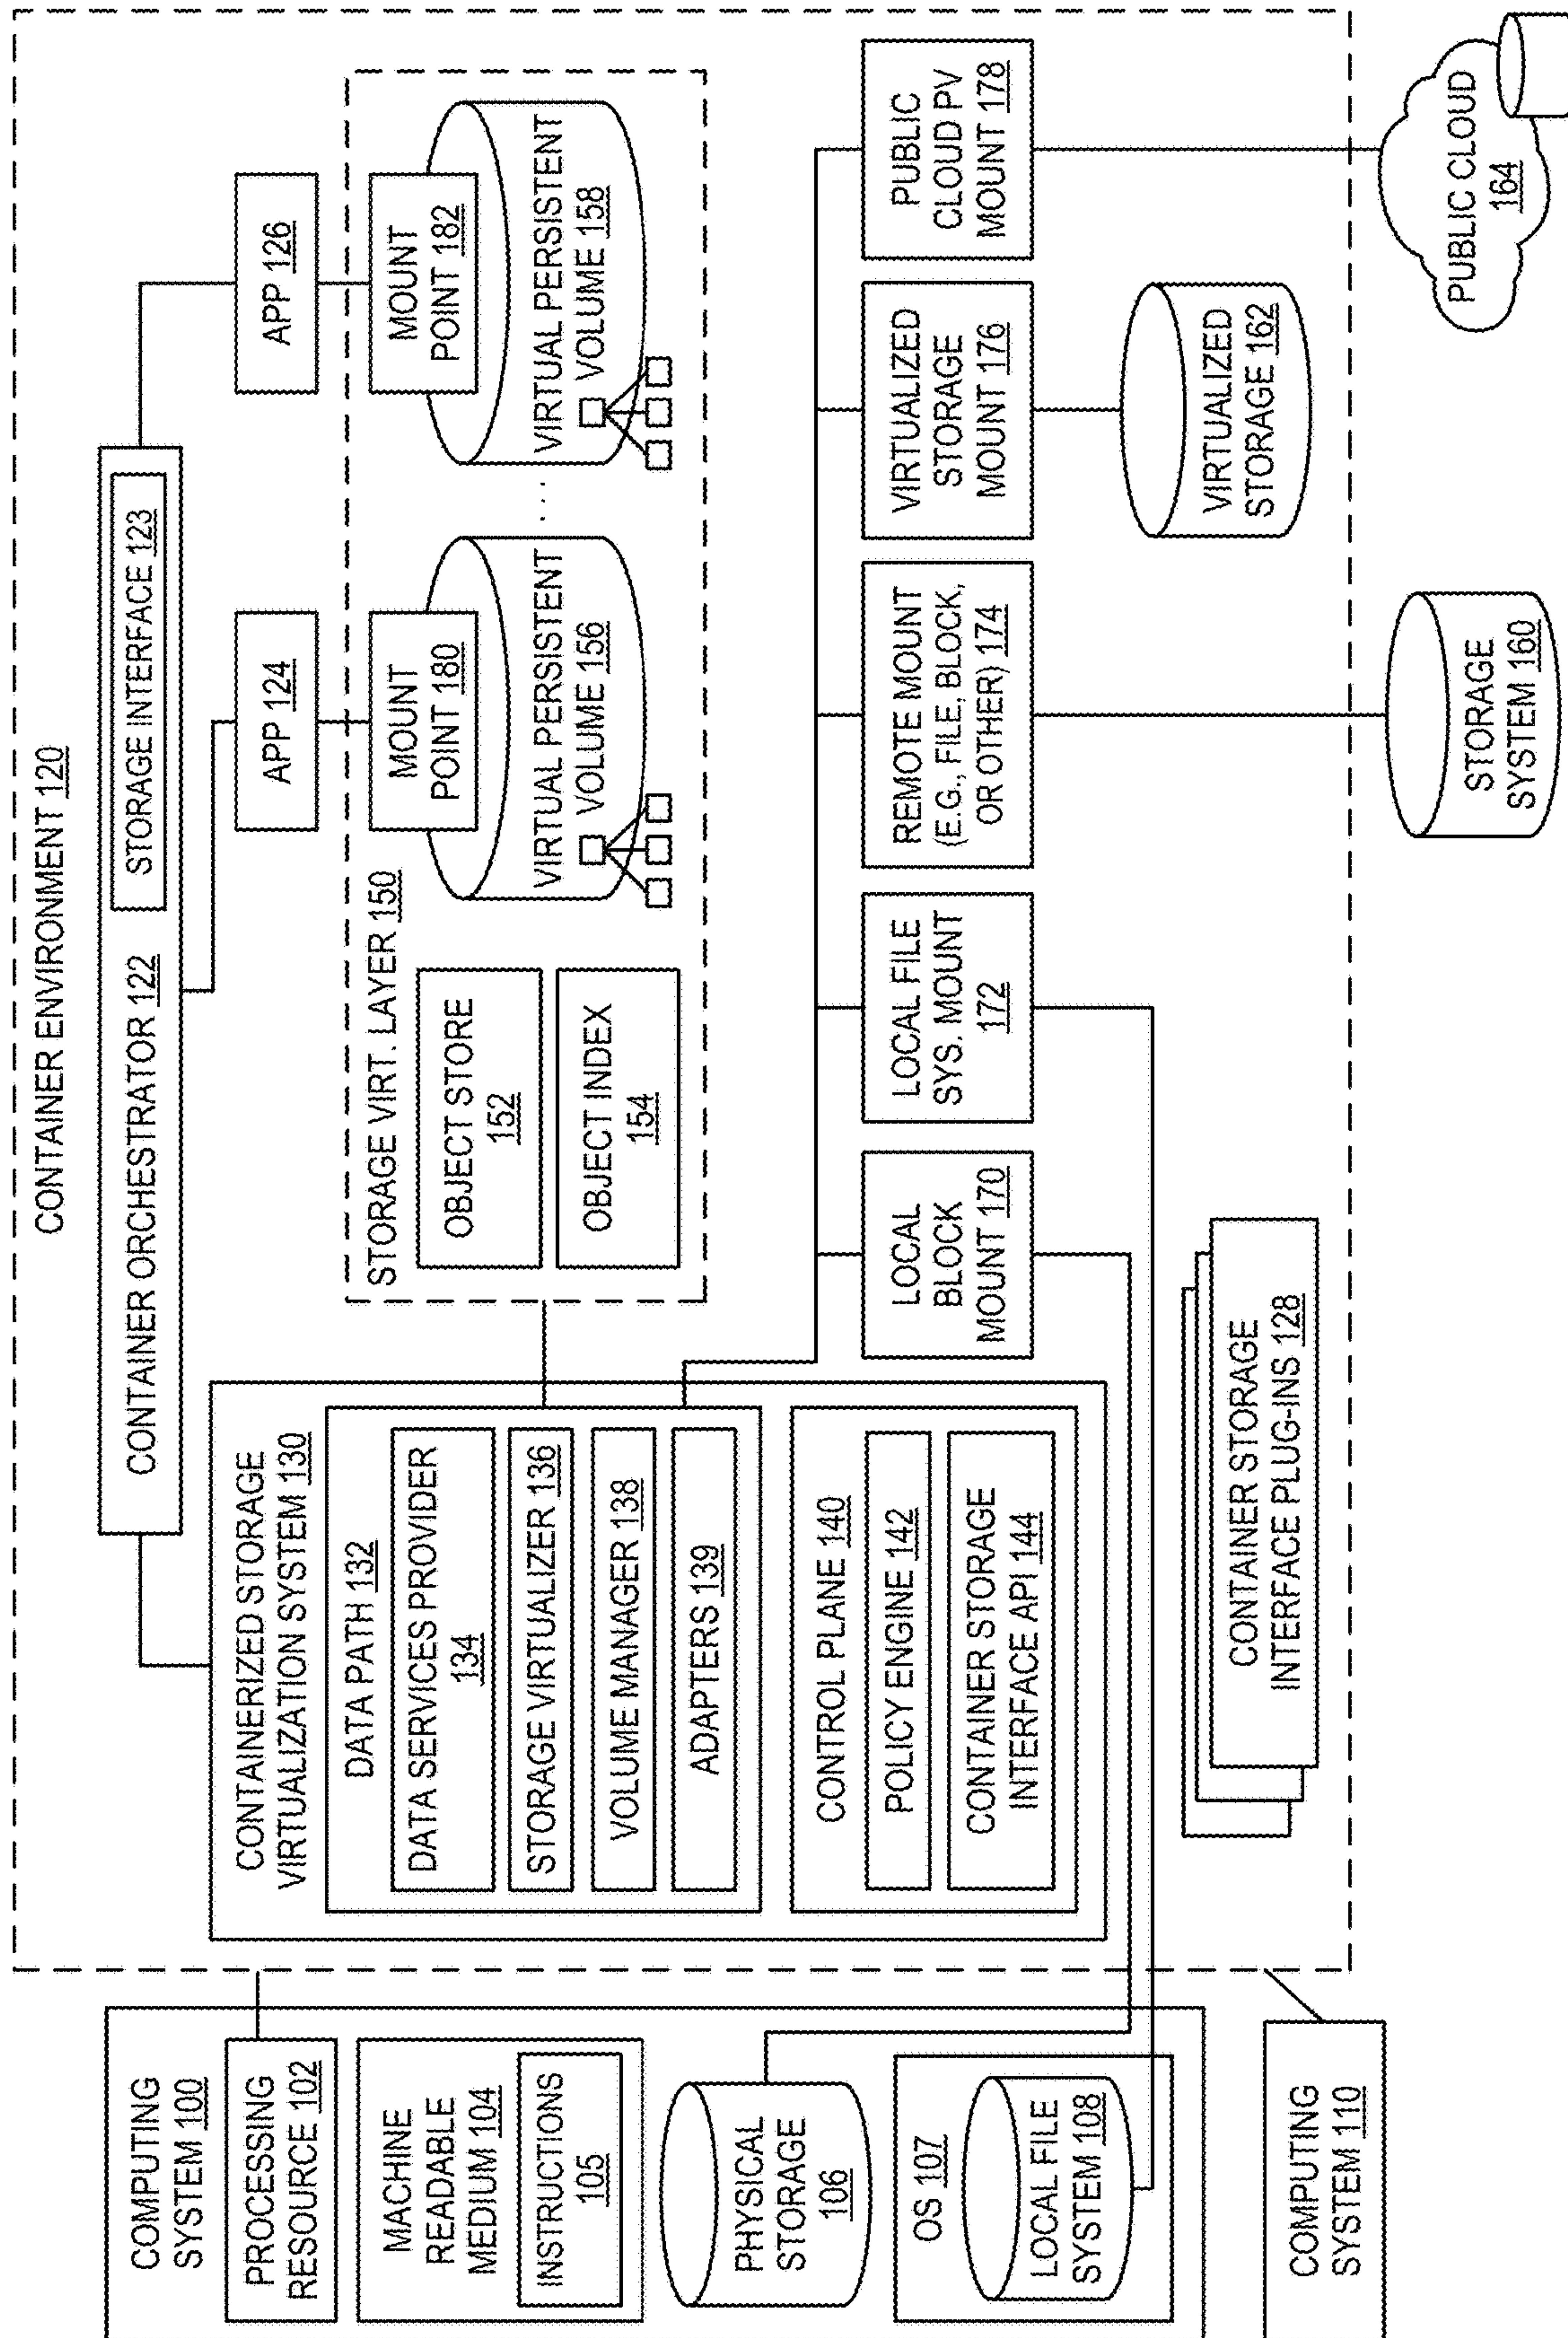 CONTAINER ENVIRONMENT 120
CONTAINER ORCHESTRATOR 122
STORAGE INTERFACE 123
COMPUTING
SYSTEM 100
PROCESSING
RESOURCE 102
MACHINE
READABLE
MEDIUM 104
INSTRUCTIONS
105
PHYSICAL
STORAGE
106
OS 107
LOCAL FILE
SYSTEM 108
COMPUTING
SYSTEM 110
CONTAINERIZED STORAGE
VIRTUALIZATION SYSTEM 130
DATA PATH 132
DATA SERVICES PROVIDER
134
STORAGE VIRTUALIZER 136
VOLUME MANAGER 138
ADAPTERS 139
CONTROL PLANE 140
POLICY ENGINE 142
CONTAINER STORAGE
INTERFACE API 144
CONTAINER STORAGE
INTERFACE PLUG-INS 128
APP 124
APP 126
STORAGE VIRT. LAYER 150
OBJECT STORE
152
OBJECT INDEX
154
MOUNT
POINT 180
VIRTUAL PERSISTENT
VOLUME 156
....
MOUNT
POINT 182
VIRTUAL PERSISTENT
VOLUME 158
LOCAL
BLOCK
MOUNT 170
LOCAL FILE
SYS. MOUNT
172
REMOTE MOUNT
(E.G., FILE, BLOCK,
OR OTHER) 174
VIRTUALIZED
STORAGE
MOUNT 176
PUBLIC
CLOUD PV
MOUNT 178
STORAGE
SYSTEM 160
VIRTUALIZED
STORAGE 162
PUBLIC CLOUD
164